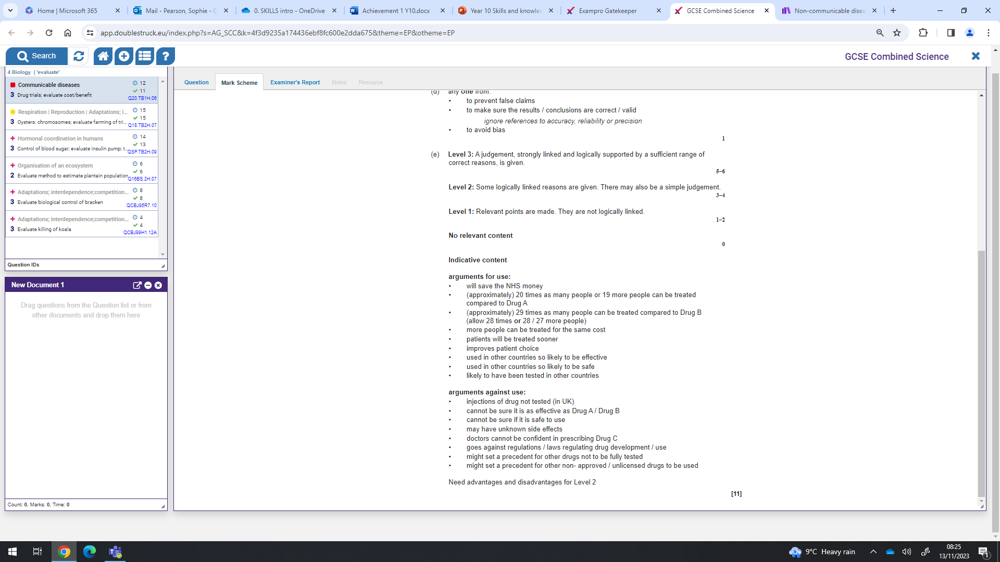 Home | Microsoft 365
Mail - Pearson, Sophie - O
0. SKILLS intro - OneDrive
Achievement 1 Y10.docx
Year 10 Skills and knowle
Exampro Gatekeeper
GCSE Combined Science
Non-communicable disea
app.doublestruck.eu/index.php?s=AG_SCC&k=4f3d9235a174436ebf8fc600e2dda675&theme=EP&otheme=EP
Search
GCSE Combined Science
4 Biology | 'evaluate'
Communicable diseases 12
11
3 Drug trials; evaluate cost/benefit
Q20.TB1H.06
Respiration | Reproduction | Adaptations; i... 15
15
3 Oysters: chromosomes; evaluate farming of tri...
Q18.TB2H.07
Hormonal coordination in humans 14
13
3 Control of blood sugar; evaluate insulin pump; t...
QSP.TB2H.09
Organisation of an ecosystem 6
6
2 Evaluate method to estimate plantain population
Q16BS.2H.07
Adaptations; interdependence;competition... 8
8
3 Evaluate biological control of bracken
QCBJ95R7.10
Adaptations; interdependence;competition... 4
4
3 Evaluate killing of koala
QCBJ99H1.12A
Question IDs
New Document 1
Drag questions from the Question list or from
other documents and drop them here
Count: 0, Marks: 0, Time: 0
Question
Mark Scheme
Examiner's Report
Notes
Resource
(d) any one from:
• to prevent false claims
• to make sure the results / conclusions are correct / valid
ignore references to accuracy, reliability or precision
• to avoid bias
1
(e) Level 3: A judgement, strongly linked and logically supported by a sufficient range of
correct reasons, is given.
5–6
Level 2: Some logically linked reasons are given. There may also be a simple judgement.
3–4
Level 1: Relevant points are made. They are not logically linked.
1–2
No relevant content
0
Indicative content
arguments for use:
• will save the NHS money
• (approximately) 20 times as many people or 19 more people can be treated
compared to Drug A
• (approximately) 29 times as many people can be treated compared to Drug B
(allow 28 times or 28 / 27 more people)
• more people can be treated for the same cost
• patients will be treated sooner
• improves patient choice
• used in other countries so likely to be effective
• used in other countries so likely to be safe
• likely to have been tested in other countries
arguments against use:
• injections of drug not tested (in UK)
• cannot be sure it is as effective as Drug A / Drug B
• cannot be sure if it is safe to use
• may have unknown side effects
• doctors cannot be confident in prescribing Drug C
• goes against regulations / laws regulating drug development / use
• might set a precedent for other drugs not to be fully tested
• might set a precedent for other non- approved / unlicensed drugs to be used
Need advantages and disadvantages for Level 2
[11]
9°C Heavy rain
08:25
13/11/2023
1